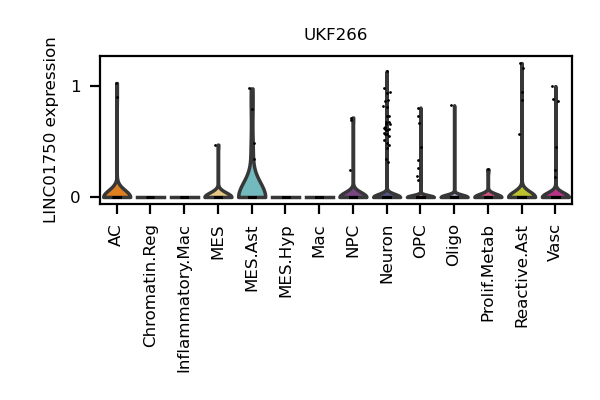 UKF266
LINC01750 expression
1
0
AC
Chromatin.Reg
Inflammatory.Mac
MES
MES.Ast
MES.Hyp
Mac
NPC
Neuron
OPC
Oligo
Prolif.Metab
Reactive.Ast
Vasc